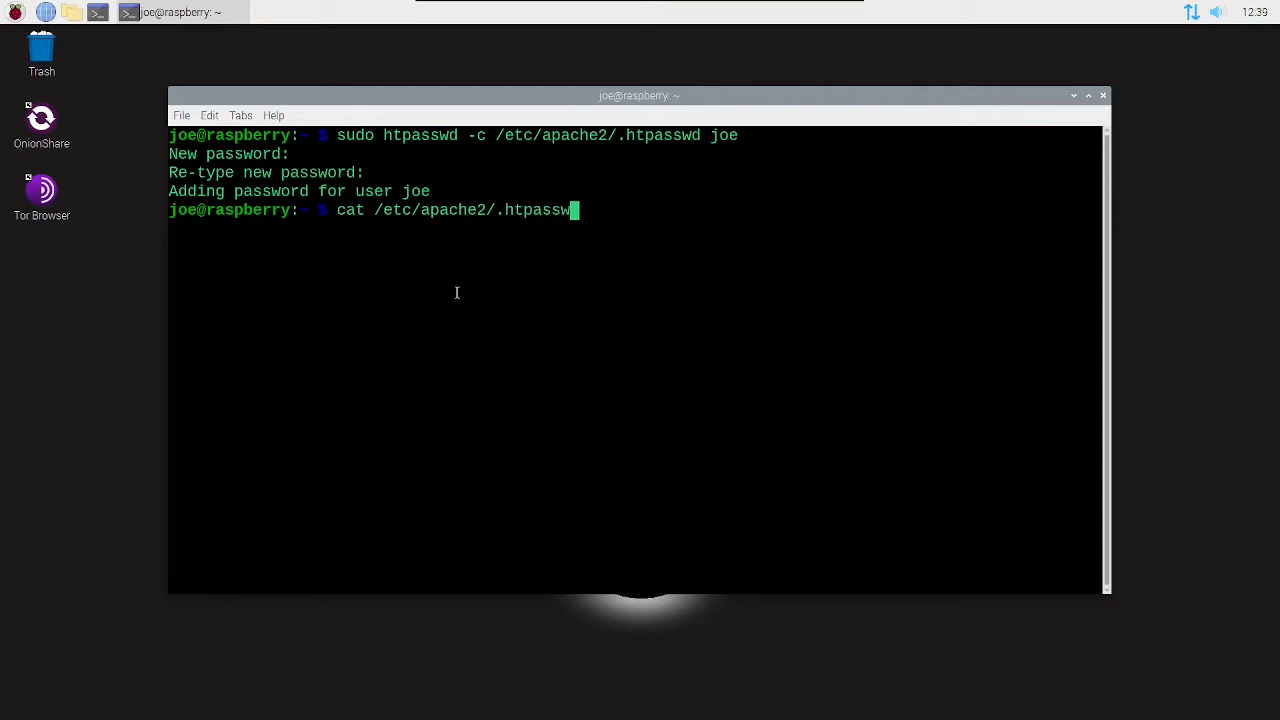 joe@raspberry: ~
12:39
Trash
OnionShare
Tor Browser
joe@raspberry: ~
File Edit Tabs Help
joe@raspberry:~ $ sudo htpasswd -c /etc/apache2/.htpasswd joe
New password:
Re-type new password:
Adding password for user joe
joe@raspberry:~ $ cat /etc/apache2/.htpassw